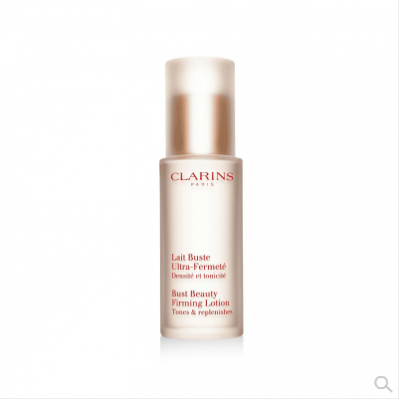 CLARINS
PARIS
Lait Buste
Ultra-Fermeté
Densité et tonicité
Bust Beauty
Firming Lotion
Tones & replenishes